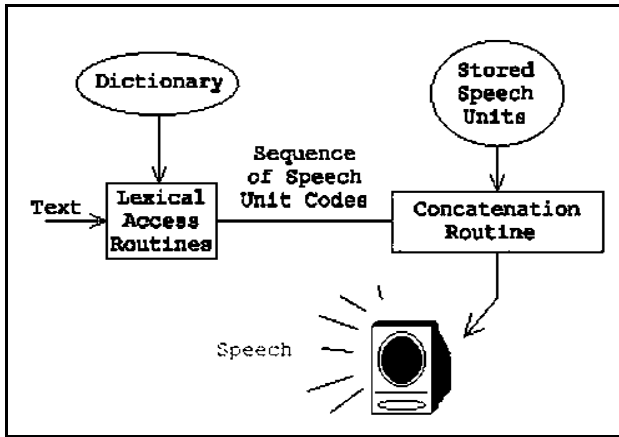 Dictionary
Stored
Speech
Units
Sequence
of Speech
Unit Codes
Text
Lexical
Access
Routines
Concatenation
Routine
Speech